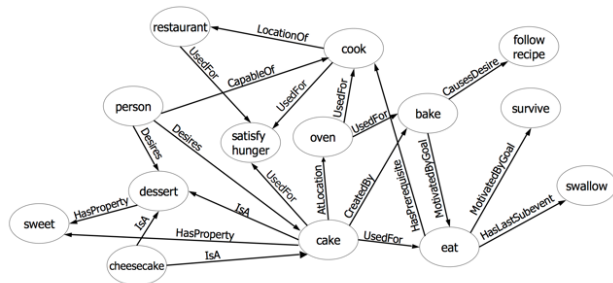 restaurant
LocationOf
cook
follow
recipe
UsedFor
CapableOf
UsedFor
UsedFor
CausesDesire
person
bake
survive
satisfy
hunger
oven
UsedFor
Desires
Desires
UsedFor
AtLocation
CreatedBy
HasPrerequisite
MotivatedByGoal
MotivatedByGoal
dessert
swallow
HasProperty
IsA
IsA
HasLastSubevent
sweet
HasProperty
cake
UsedFor
eat
cheesecake
IsA